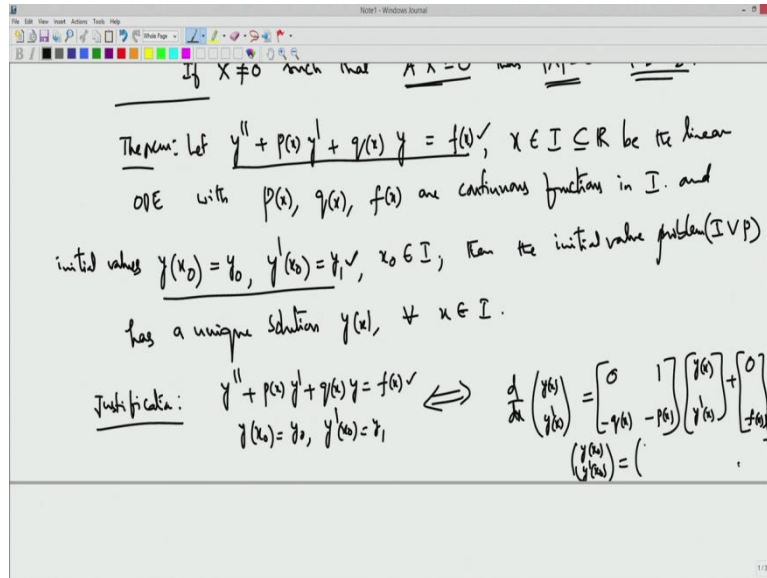 Note1 - Windows Journal
File Edit View Insert Actions Tools Help
Whole Page
If X ≠ 0 such that AX = 0
Theorem: Let y'' + p(x) y' + q(x) y = f(x) ✓, x ∈ I ⊆ ℝ be the linear
ODE with p(x), q(x), f(x) are continuous functions in I. and
initial values y(x₀) = y₀, y'(x₀) = y₁ ✓, x₀ ∈ I, then the initial value problem (IVP)
has a unique solution y(x), ∀ x ∈ I.
Justification: y'' + p(x) y' + q(x) y = f(x) ✓ ⟺ d/dx (y(x) y'(x)) = [0 1 -q(x) -p(x)] [y(x) y'(x)] + [0 f(x)]
y(x₀) = y₀, y'(x₀) = y₁ (y(x₀) y'(x₀)) = (
1/3